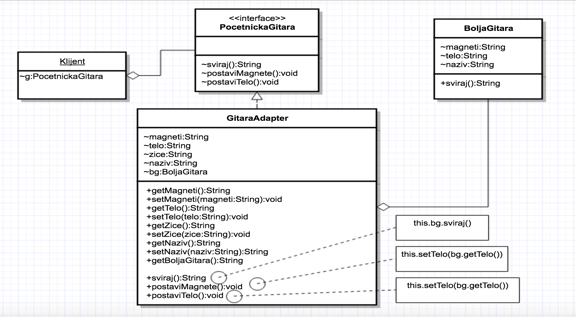 <<interface>>
PocetnickaGitara
~sviraj():String
~postaviMagnete():void
~postaviTelo():void
BoljaGitara
~magneti:String
~telo:String
~naziv:String
+sviraj():String
Klijent
~g:PocetnickaGitara
GitaraAdapter
~magneti:String
~telo:String
~zice:String
~naziv:String
~bg:BoljaGitara
+getMagneti():String
+setMagneti(magneti:String):void
+getTelo():String
+setTelo(telo:String):void
+getZice():String
+setZice(zice:String):void
+getNaziv():String
+setNaziv(naziv:String):String
+getBoljaGitara():String
+sviraj():String
+postaviMagnete():void
+postaviTelo():void
this.bg.sviraj()
this.setTelo(bg.getTelo())
this.setTelo(bg.getTelo())